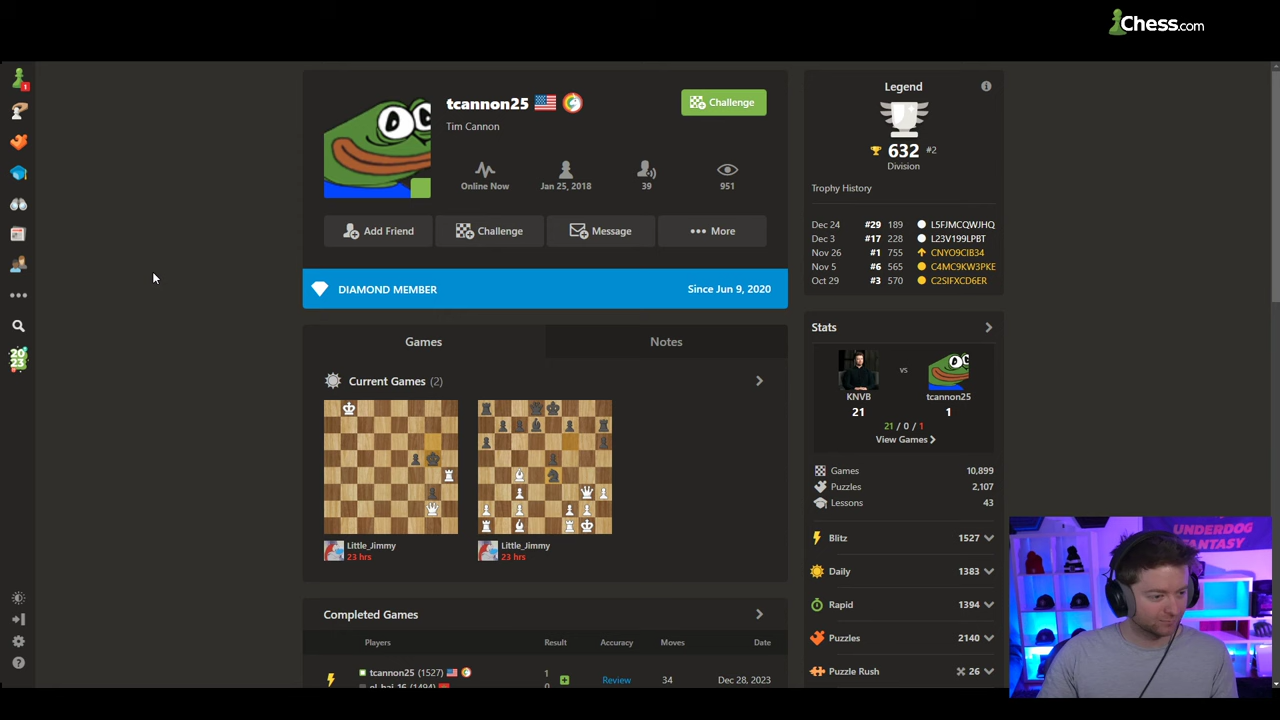 Chess.com
1
20
23
tcannon25
Tim Cannon
Challenge
Online Now
Jan 25, 2018
39
951
Add Friend
Challenge
Message
••• More
DIAMOND MEMBER
Since Jun 9, 2020
Games
Notes
Current Games (2)
Little_Jimmy
23 hrs
Little_Jimmy
23 hrs
Completed Games
Players
Result
Accuracy
Moves
Date
tcannon25 (1527)
1
Review
34
Dec 28, 2023
0
Legend
632 #2
Division
Trophy History
Dec 24 #29 189 L5FJMCQWJHQ
Dec 3 #17 228 L23V199LPBT
Nov 26 #1 755 CNYO9CIB34
Nov 5 #6 565 C4MC9KW3PKE
Oct 29 #3 570 C2SIFXCD6ER
Stats
vs
KNVB
tcannon25
21
1
21 / 0 / 1
View Games
Games 10,899
Puzzles 2,107
Lessons 43
Blitz 1527
Daily 1383
Rapid 1394
Puzzles 2140
Puzzle Rush 26
UNDERDOG
FANTASY